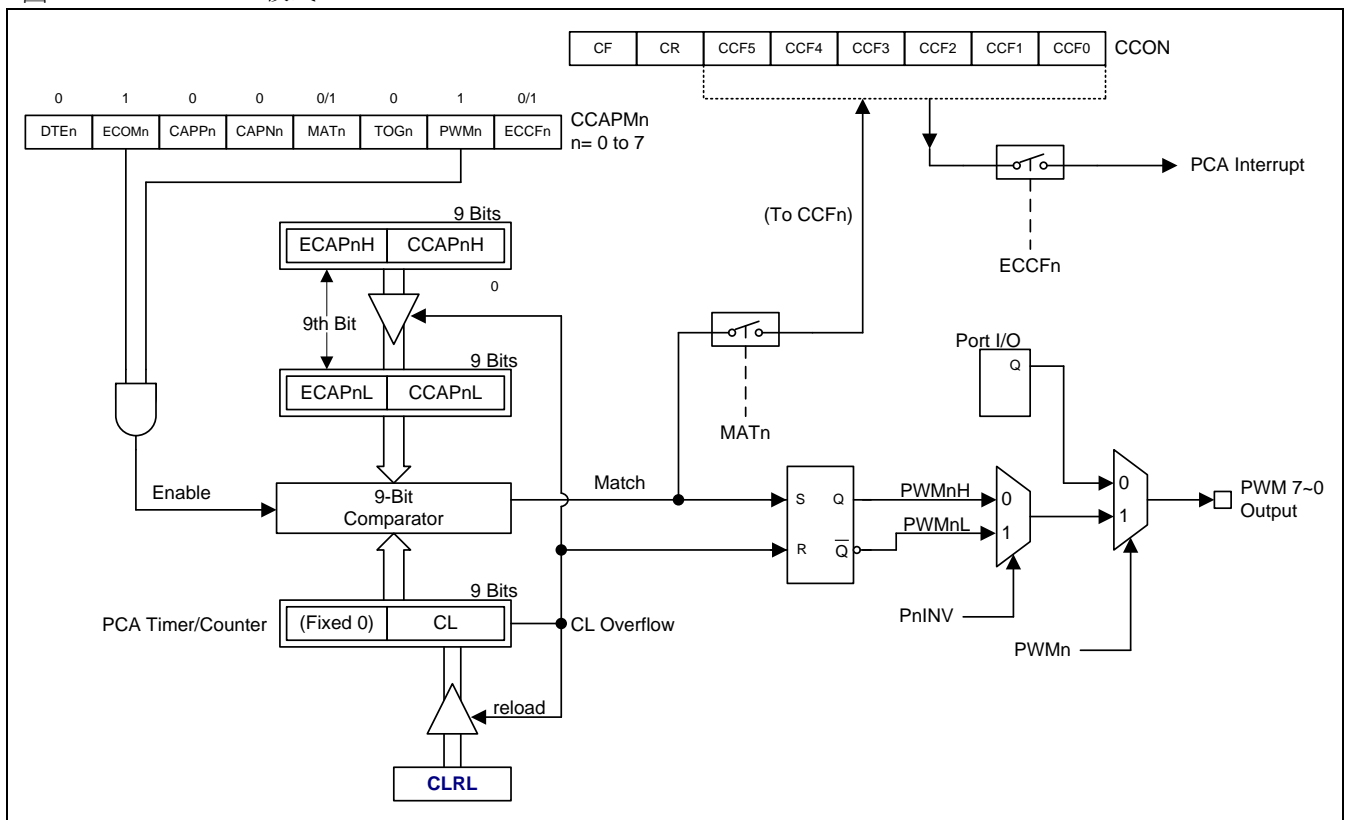 CF CR CCF5 CCF4 CCF3 CCF2 CCF1 CCF0 CCON
0 1 0 0 0/1 0 1 0/1
DTEn ECOMn CAPPn CAPNn MATn TOGn PWMn ECCFn
CCAPMn
n= 0 to 7
PCA Interrupt
(To CCFn)
ECCFn
9 Bits
ECAPnH CCAPnH
0
9th Bit
9 Bits
ECAPnL CCAPnL
MATn
Port I/O
Q
Enable
9-Bit
Comparator
Match
S Q
R Q
PWMnH
PWMnL
0
1
0
1
PWM 7~0
Output
PnINV
PWMn
9 Bits
PCA Timer/Counter
(Fixed 0) CL
CL Overflow
reload
CLRL